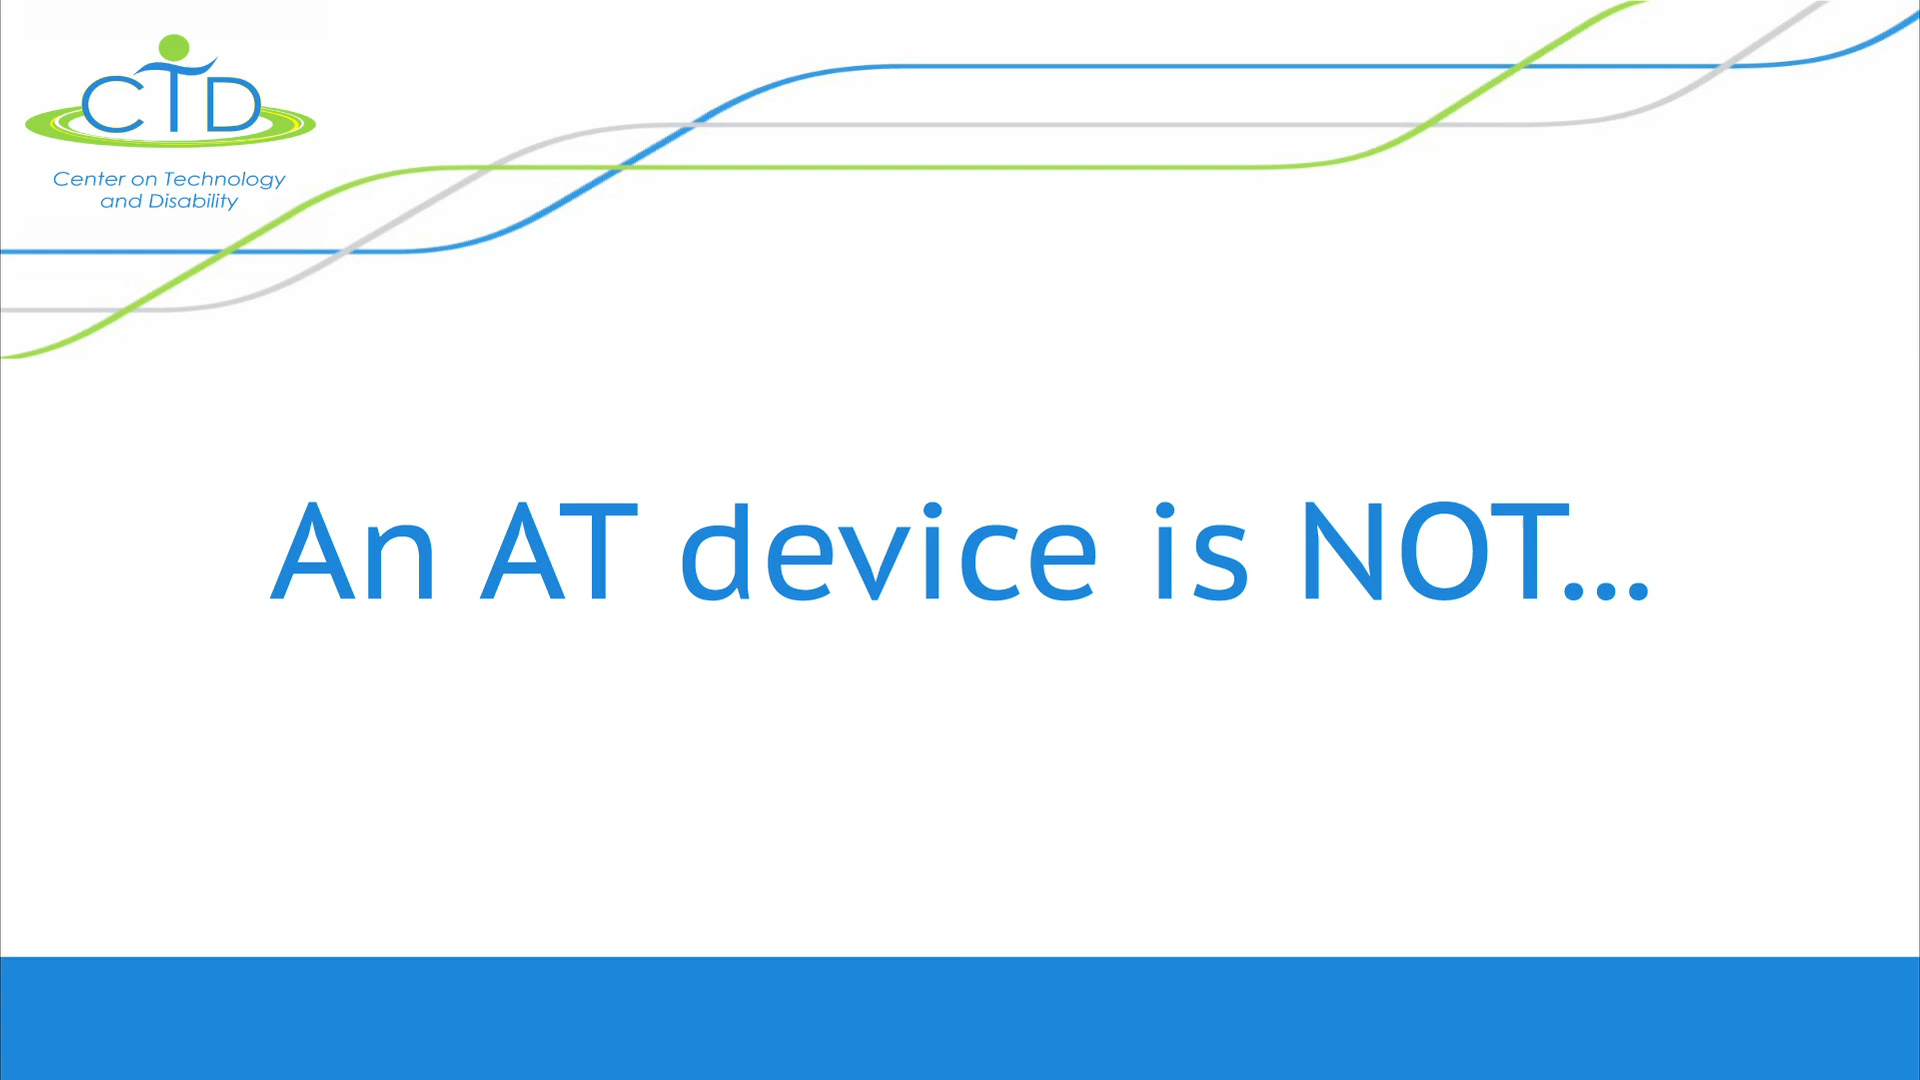 CTD
Center on Technology
and Disability
An AT device is NOT...